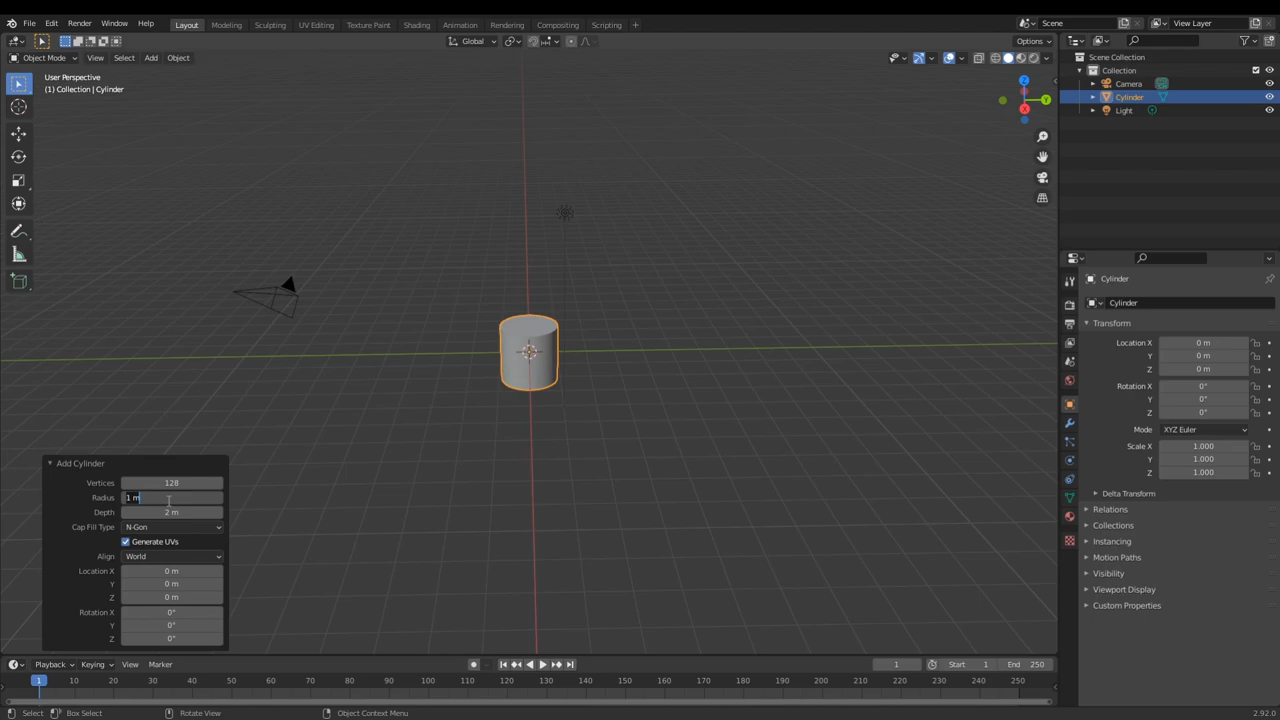 File Edit Render Window Help Layout Modeling Sculpting UV Editing Texture Paint Shading Animation Rendering Compositing Scripting + Scene View Layer
Global Options
Object Mode View Select Add Object
User Perspective
(1) Collection | Cylinder
Scene Collection
Collection
Camera
Cylinder
Light
Z
Y
X
Cylinder
Cylinder
Transform
Location X 0 m
Y 0 m
Z 0 m
Rotation X 0°
Y 0°
Z 0°
Mode XYZ Euler
Scale X 1.000
Y 1.000
Z 1.000
Delta Transform
Relations
Collections
Instancing
Motion Paths
Visibility
Viewport Display
Custom Properties
Add Cylinder
Vertices 128
Radius 1 m
Depth 2 m
Cap Fill Type N-Gon
Generate UVs
Align World
Location X 0 m
Y 0 m
Z 0 m
Rotation X 0°
Y 0°
Z 0°
Playback Keying View Marker 1 Start 1 End 250
1 10 20 30 40 50 60 70 80 90 100 110 120 130 140 150 160 170 180 190 200 210 220 230 240 250
Select Box Select Rotate View Object Context Menu 2.92.0